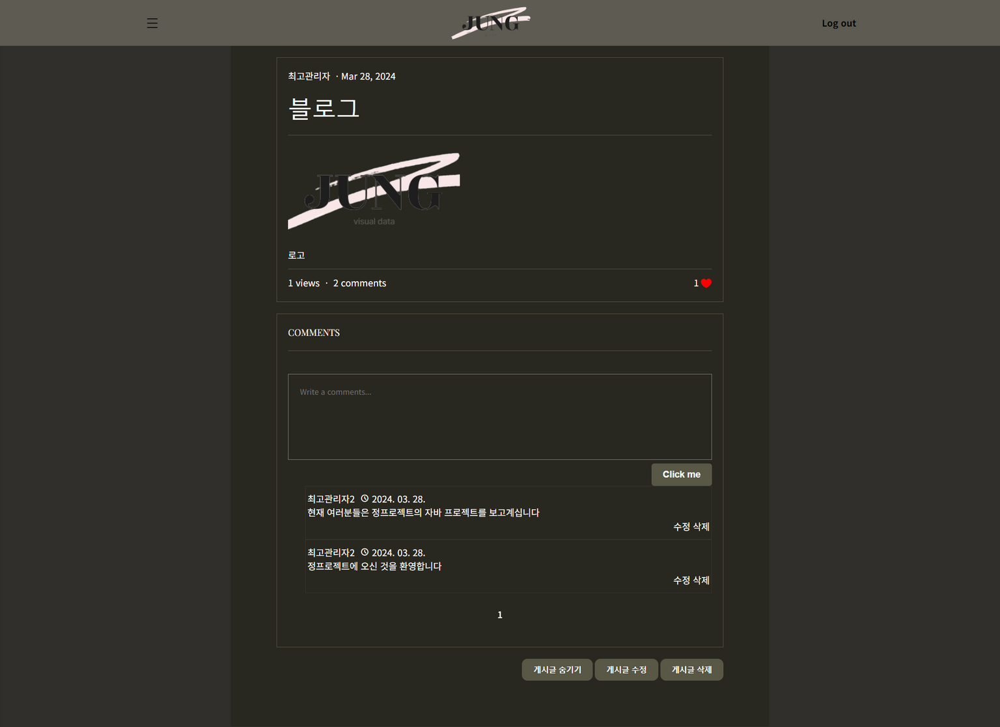 JUNG
Log out
최고관리자 · Mar 28, 2024
블로그
JUNG
visual data
로고
1 views · 2 comments
1
COMMENTS
Write a comments...
Click me
최고관리자2 2024. 03. 28.
현재 여러분들은 정프로젝트의 자바 프로젝트를 보고계십니다
수정 삭제
최고관리자2 2024. 03. 28.
정프로젝트에 오신 것을 환영합니다
수정 삭제
1
게시글 숨기기 게시글 수정 게시글 삭제